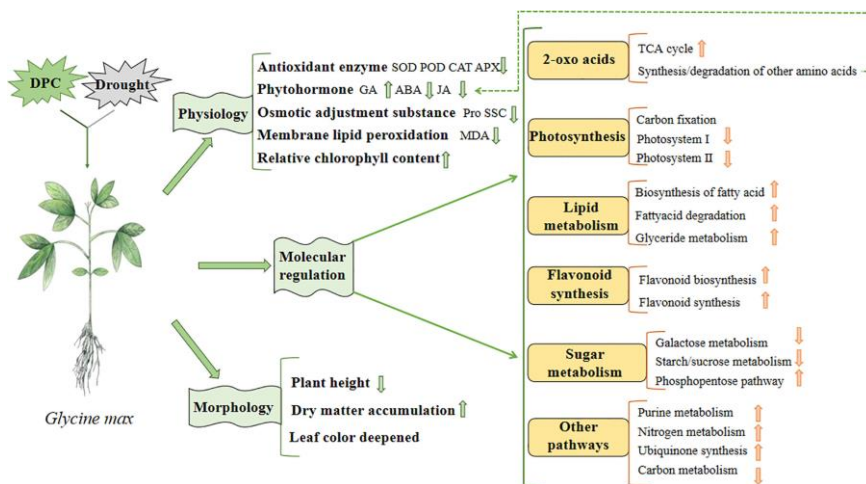 DPC
Drought
Glycine max
Physiology
Antioxidant enzyme SOD POD CAT APX
Phytohormone GA ABA JA
Osmotic adjustment substance Pro SSC
Membrane lipid peroxidation MDA
Relative chlorophyll content
Molecular
regulation
Morphology
Plant height
Dry matter accumulation
Leaf color deepened
2-oxo acids
TCA cycle
Synthesis/degradation of other amino acids
Photosynthesis
Carbon fixation
Photosystem I
Photosystem II
Lipid
metabolism
Biosynthesis of fatty acid
Fattyacid degradation
Glyceride metabolism
Flavonoid
synthesis
Flavonoid biosynthesis
Flavonoid synthesis
Sugar
metabolism
Galactose metabolism
Starch/sucrose metabolism
Phosphopentose pathway
Other
pathways
Purine metabolism
Nitrogen metabolism
Ubiquinone synthesis
Carbon metabolism